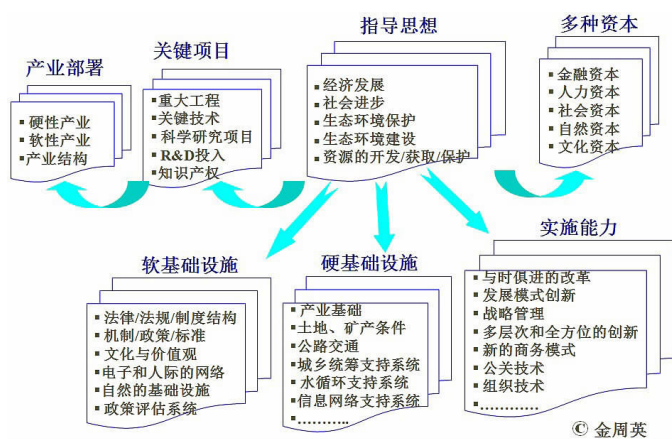 产业部署
硬性产业
软性产业
产业结构
关键项目
重大工程
关键技术
科学研究项目
R&D投入
知识产权
指导思想
经济发展
社会进步
生态环境保护
生态环境建设
资源的开发/获取/保护
多种资本
金融资本
人力资本
社会资本
自然资本
文化资本
软基础设施
法律/法规/制度结构
机制/政策/标准
文化与价值观
电子和人际的网络
自然的基础设施
政策评估系统
硬基础设施
产业基础
土地、矿产条件
公路交通
城乡统筹支持系统
水循环支持系统
信息网络支持系统
………..
实施能力
与时俱进的改革
发展模式创新
战略管理
多层次和全方位的创新
新的商务模式
公关技术
组织技术
…………
© 金周英